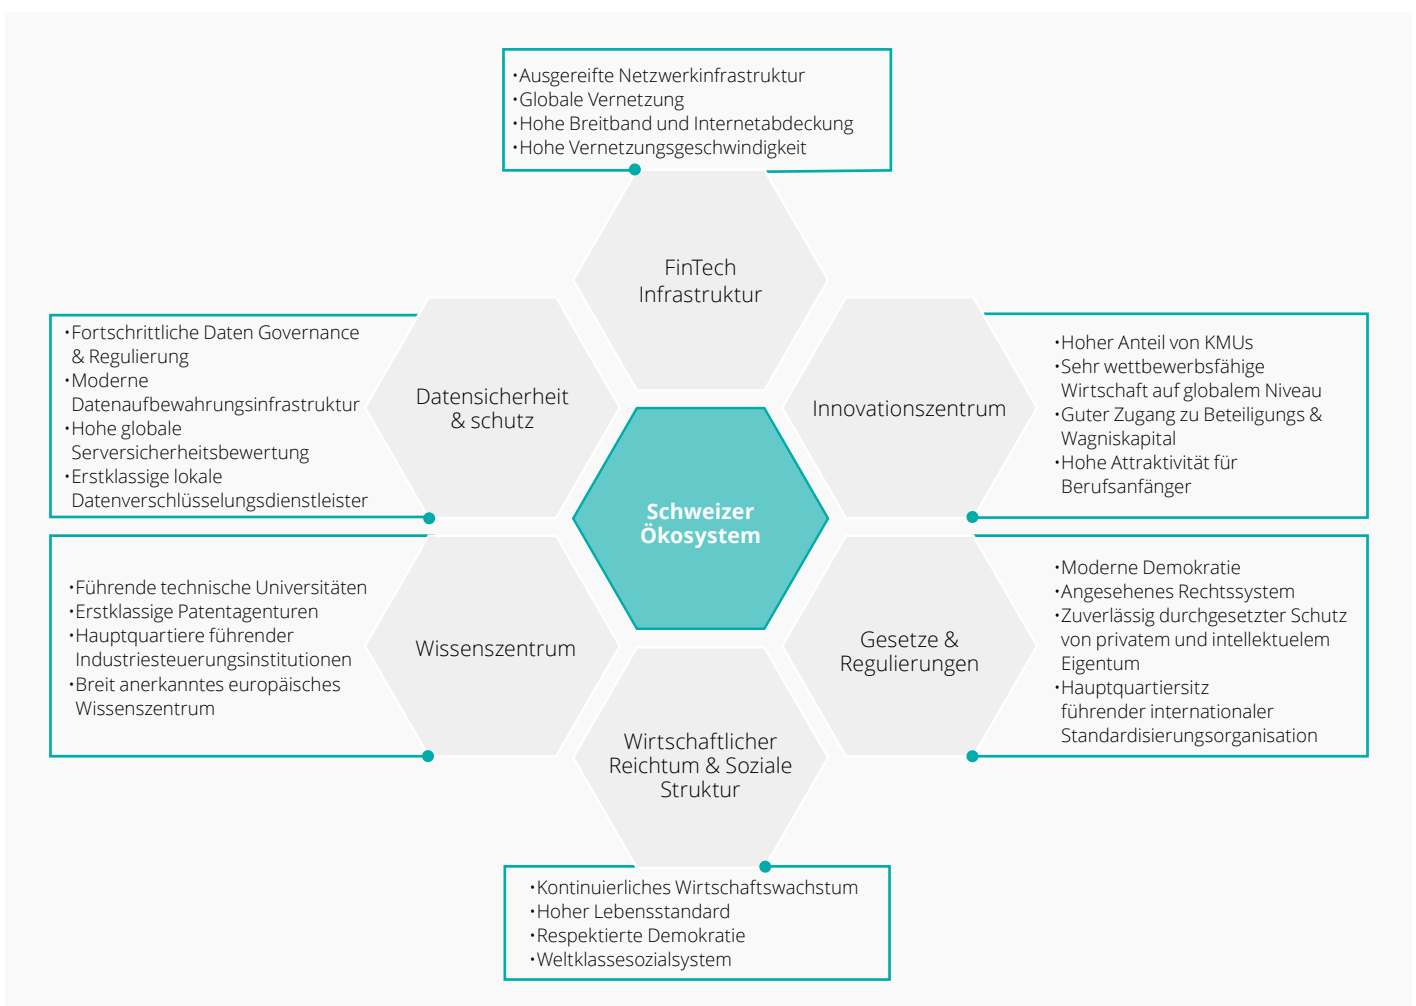 ·Ausgereifte Netzwerkinfrastruktur
·Globale Vernetzung
·Hohe Breitband und Internetabdeckung
·Hohe Vernetzungsgeschwindigkeit
FinTech
Infrastruktur
·Fortschrittliche Daten Governance
& Regulierung
·Moderne
Datenaufbewahrungsinfrastruktur
·Hohe globale
Serversicherheitsbewertung
·Erstklassige lokale
Datenverschlüsselungsdienstleister
Datensicherheit
& schutz
Innovationszentrum
·Hoher Anteil von KMUs
·Sehr wettbewerbsfähige
Wirtschaft auf globalem Niveau
·Guter Zugang zu Beteiligungs &
Wagniskapital
·Hohe Attraktivität für
Berufsanfänger
Schweizer
Ökosystem
·Führende technische Universitäten
·Erstklassige Patentagenturen
·Hauptquartiere führender
Industriesteuerungsinstitutionen
·Breit anerkanntes europäisches
Wissenszentrum
Wissenszentrum
Gesetze &
Regulierungen
·Moderne Demokratie
·Angesehenes Rechtssystem
·Zuverlässig durchgesetzter Schutz
von privatem und intellektuelem
Eigentum
·Hauptquartiersitz
führender internationaler
Standardisierungsorganisation
Wirtschaftlicher
Reichtum & Soziale
Struktur
·Kontinuierliches Wirtschaftswachstum
·Hoher Lebensstandard
·Respektierte Demokratie
·Weltklassesozialsystem